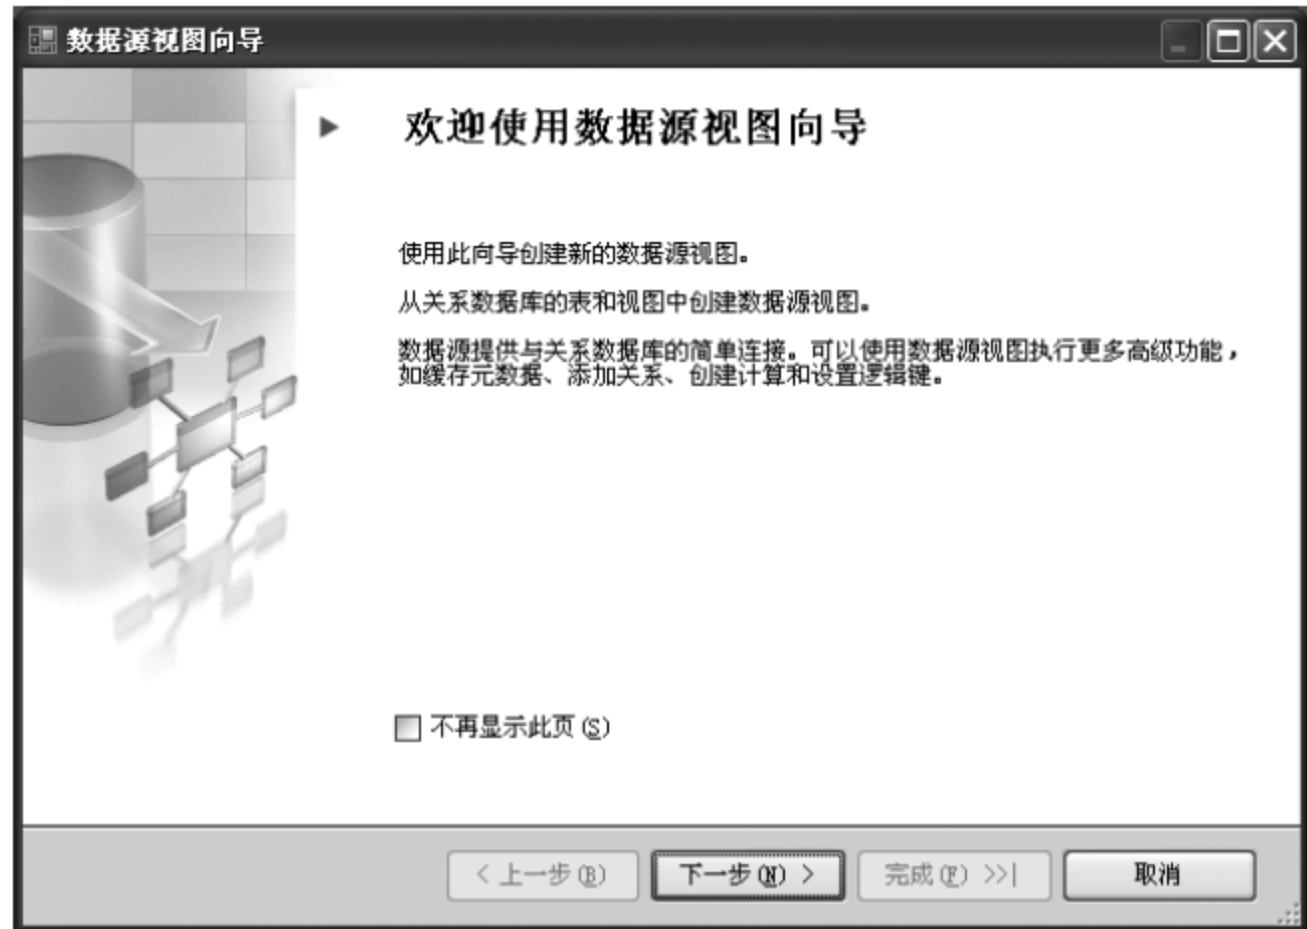 数据源视图向导
欢迎使用数据源视图向导
使用此向导创建新的数据源视图。
从关系数据库的表和视图中创建数据源视图。
数据源提供与关系数据库的简单连接。可以使用数据源视图执行更多高级功能，
如缓存元数据、添加关系、创建计算和设置逻辑键。
不再显示此页(S)
< 上一步(B)
下一步(N) >
完成(F) >>|
取消